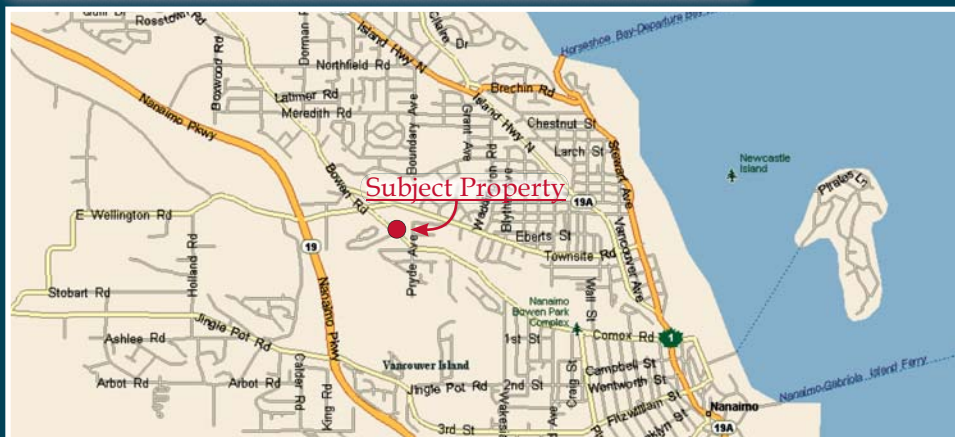 Rosstown Rd
Claire Dr
Dorman Rd
Island Hwy N
Horseshoe Bay-Departure Bay
Boxwood Rd
Northfield Rd
Brechin Rd
Latimer Rd
Meredith Rd
Boundary Ave
Grant Ave
Island Hwy N
Chestnut St
Larch St
Stewart Ave
Nanaimo Pkwy
Newcastle
Island
Pirates Ln
Bowen Rd
Subject Property
19A
E Wellington Rd
19
Pryde Ave
Eberts St
Townsite Rd
Vancouver Ave
Holland Rd
Nanaimo Pkwy
Stobart Rd
Wall St
Nanaimo
Bowen Park
Complex
Jingle Pot Rd
1st St
Comox Rd
1
Ashlee Rd
Vancouver Island
Campbell St
Arbot Rd
Arbot Rd
Calder Rd
King Rd
Jingle Pot Rd
2nd St
Craig St
Wentworth St
Nanaimo-Gabriola Island Ferry
3rd St
Fitzwilliam St
Nanaimo
19A